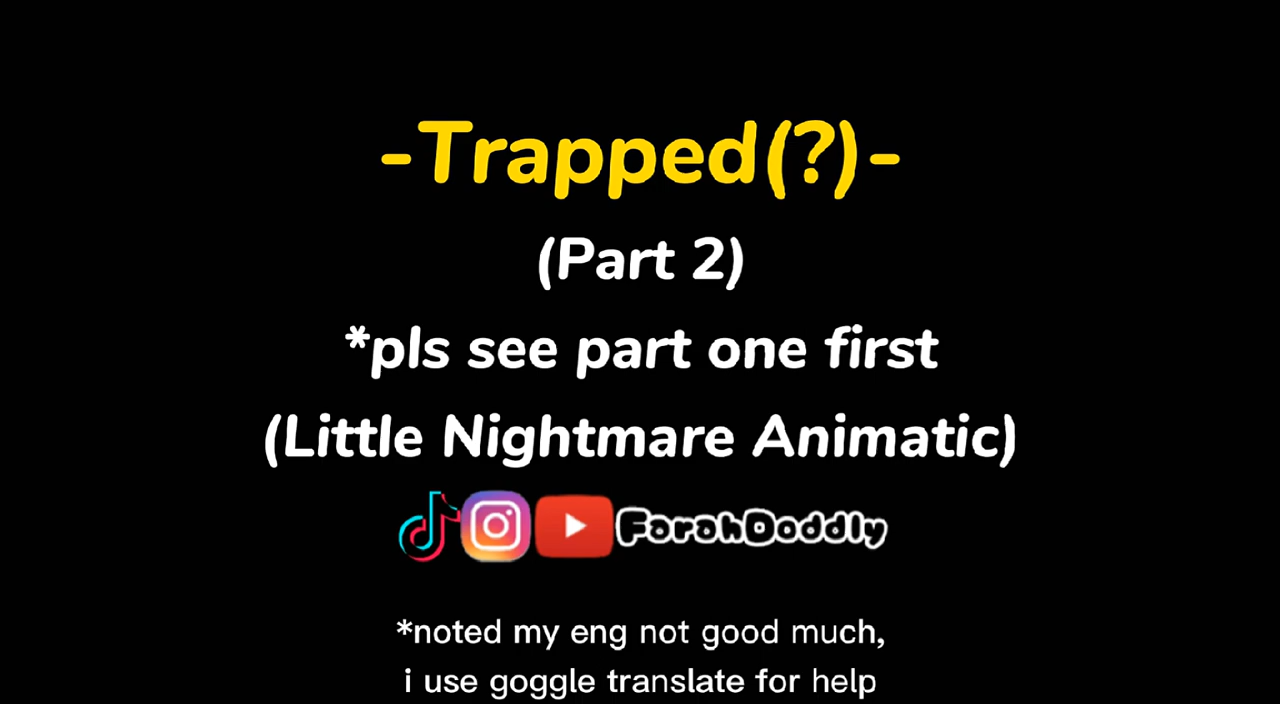 -Trapped(?)-
(Part 2)
*pls see part one first
(Little Nightmare Animatic)
FarahDoddly
*noted my eng not good much,
i use goggle translate for help